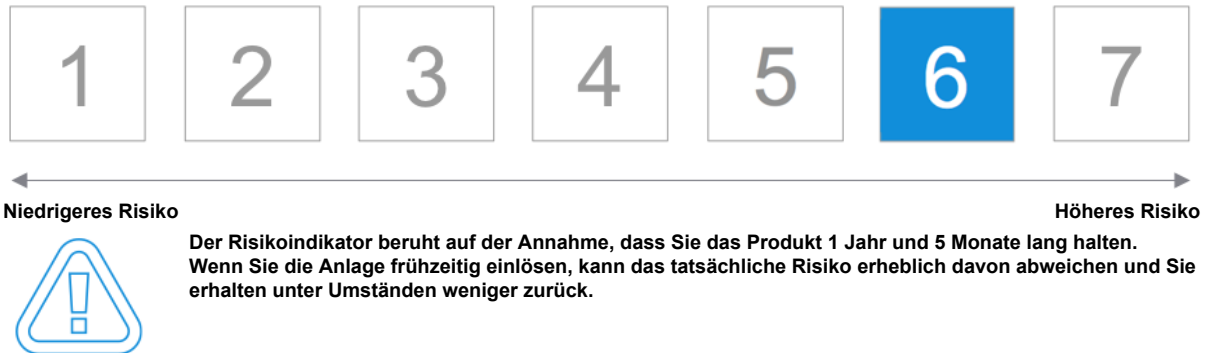 1 2 3 4 5 6 7
Niedrigeres Risiko Höheres Risiko
Der Risikoindikator beruht auf der Annahme, dass Sie das Produkt 1 Jahr und 5 Monate lang halten.
Wenn Sie die Anlage frühzeitig einlösen, kann das tatsächliche Risiko erheblich davon abweichen und Sie
erhalten unter Umständen weniger zurück.